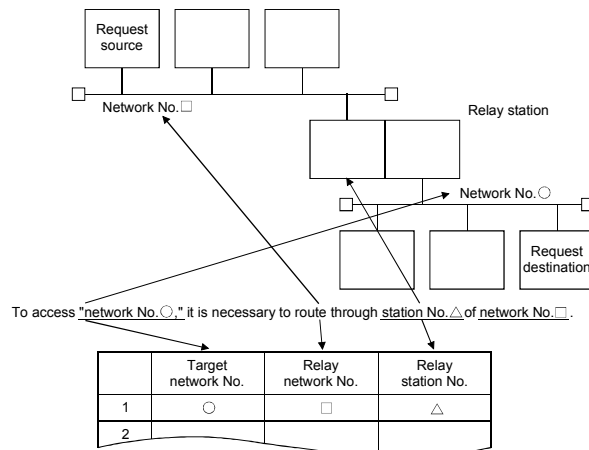 Request
source
Network No.□
Relay station
Network No.○
Request
destination
To access "network No.○," it is necessary to route through station No.△ of network No.□.
Target
network No.
Relay
network No.
Relay
station No.
1 ○ □ △
2